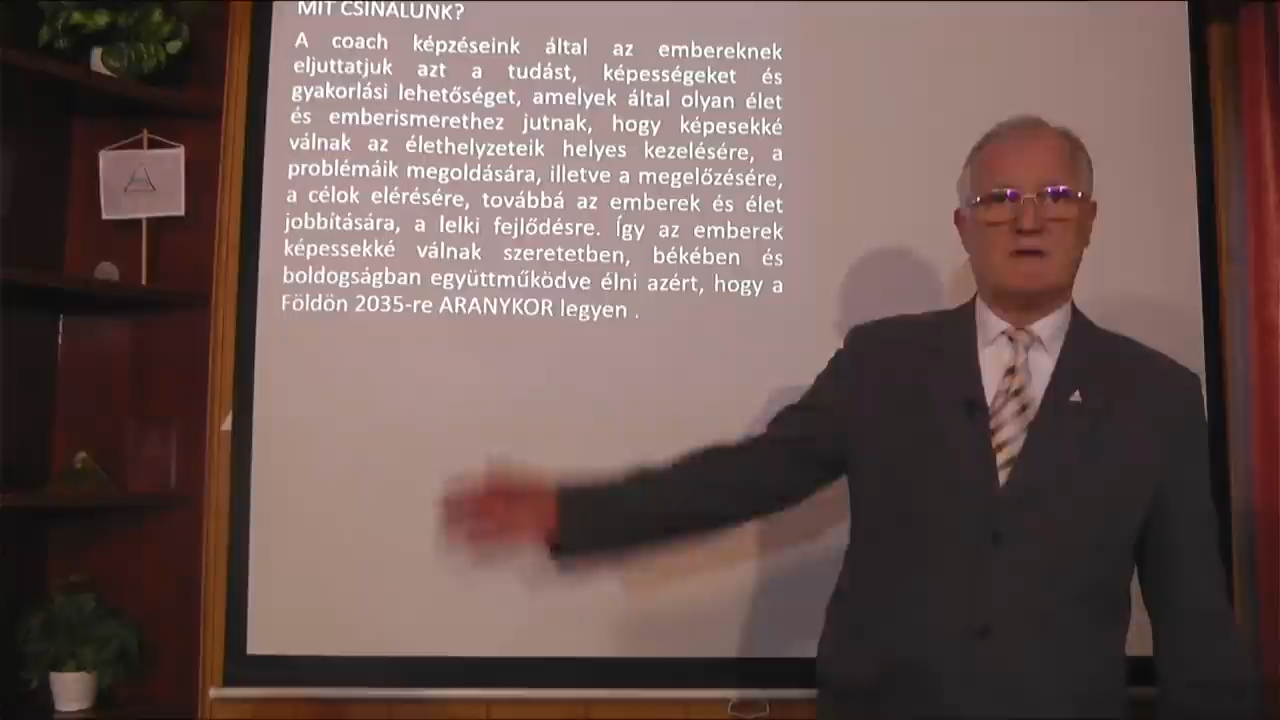 MIT CSINÁLUNK?
A coach képzéseink által az embereknek
eljuttatjuk azt a tudást, képességeket és
gyakorlási lehetőséget, amelyek által olyan élet
és emberismerethez jutnak, hogy képesekké
válnak az élethelyzeteik helyes kezelésére, a
problémáik megoldására, illetve a megelőzésére,
a célok elérésére, továbbá az emberek és élet
jobbítására, a lelki fejlődésre. Így az emberek
képessekké válnak szeretetben, békében és
boldogságban együttműködve élni azért, hogy a
Földön 2035-re ARANYKOR legyen .